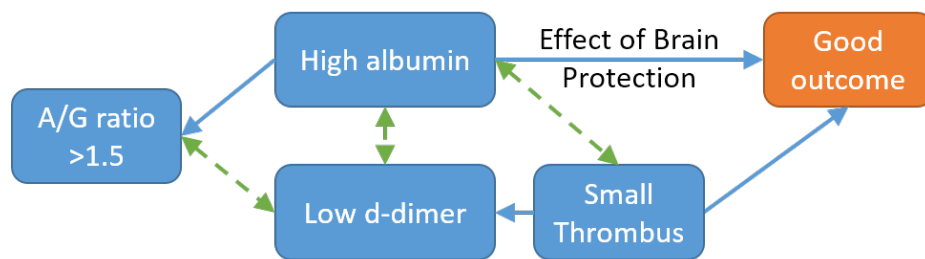 High albumin
Effect of Brain
Protection
Good
outcome
A/G ratio
>1.5
Low d-dimer
Small
Thrombus